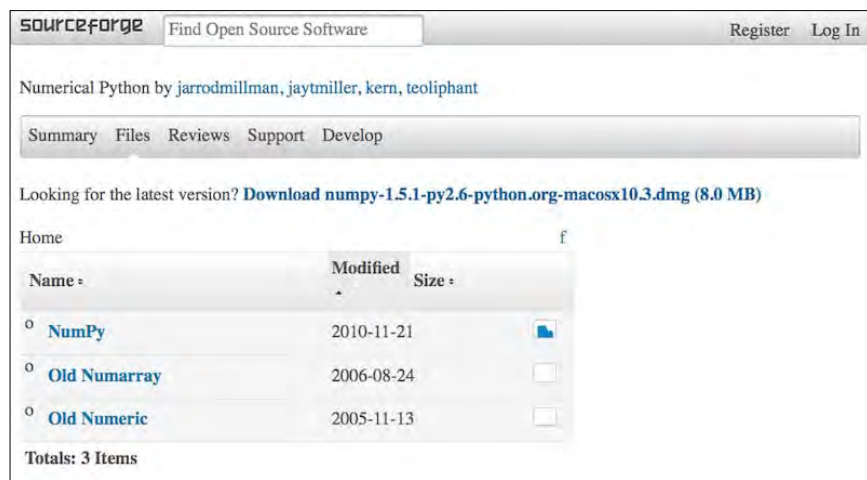 sourceforge Find Open Source Software Register Log In
Numerical Python by jarrodmillman, jaytmiller, kern, teoliphant
Summary Files Reviews Support Develop
Looking for the latest version? Download numpy-1.5.1-py2.6-python.org-macosx10.3.dmg (8.0 MB)
Home f
Name Modified Size
o NumPy 2010-11-21
o Old Numarray 2006-08-24
o Old Numeric 2005-11-13
Totals: 3 Items